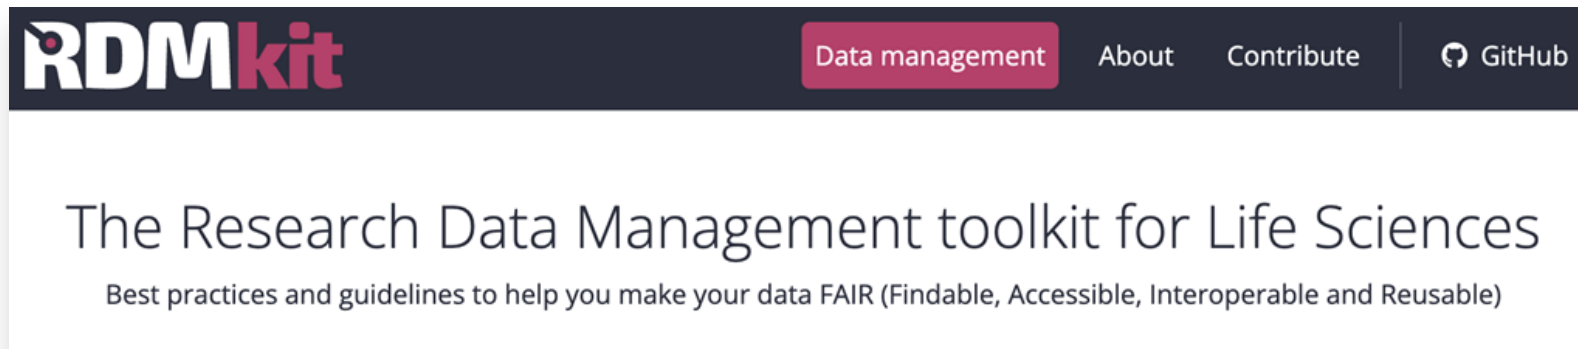 RDMkit
Data management About Contribute GitHub
The Research Data Management toolkit for Life Sciences
Best practices and guidelines to help you make your data FAIR (Findable, Accessible, Interoperable and Reusable)